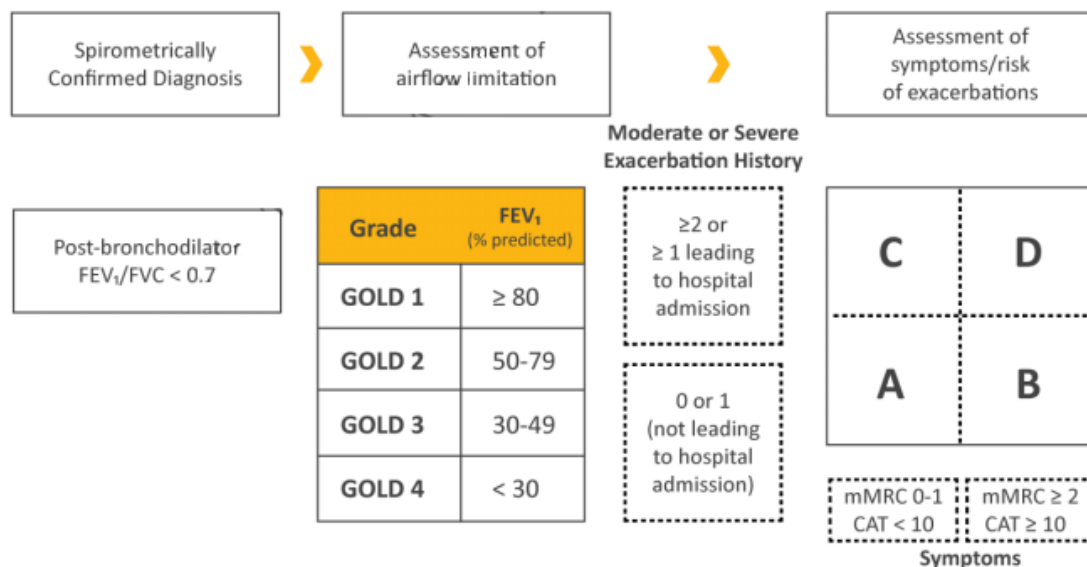 Spirometrically
Confirmed Diagnosis
Assessment of
airflow limitation
Assessment of
symptoms/risk
of exacerbations
Moderate or Severe
Exacerbation History
Post-bronchodilator
FEV₁/FVC < 0.7
Grade
FEV₁
(% predicted)
GOLD 1
≥ 80
GOLD 2
50-79
GOLD 3
30-49
GOLD 4
< 30
≥2 or
≥ 1 leading
to hospital
admission
0 or 1
(not leading
to hospital
admission)
C
D
A
B
mMRC 0-1
CAT < 10
mMRC ≥ 2
CAT ≥ 10
Symptoms